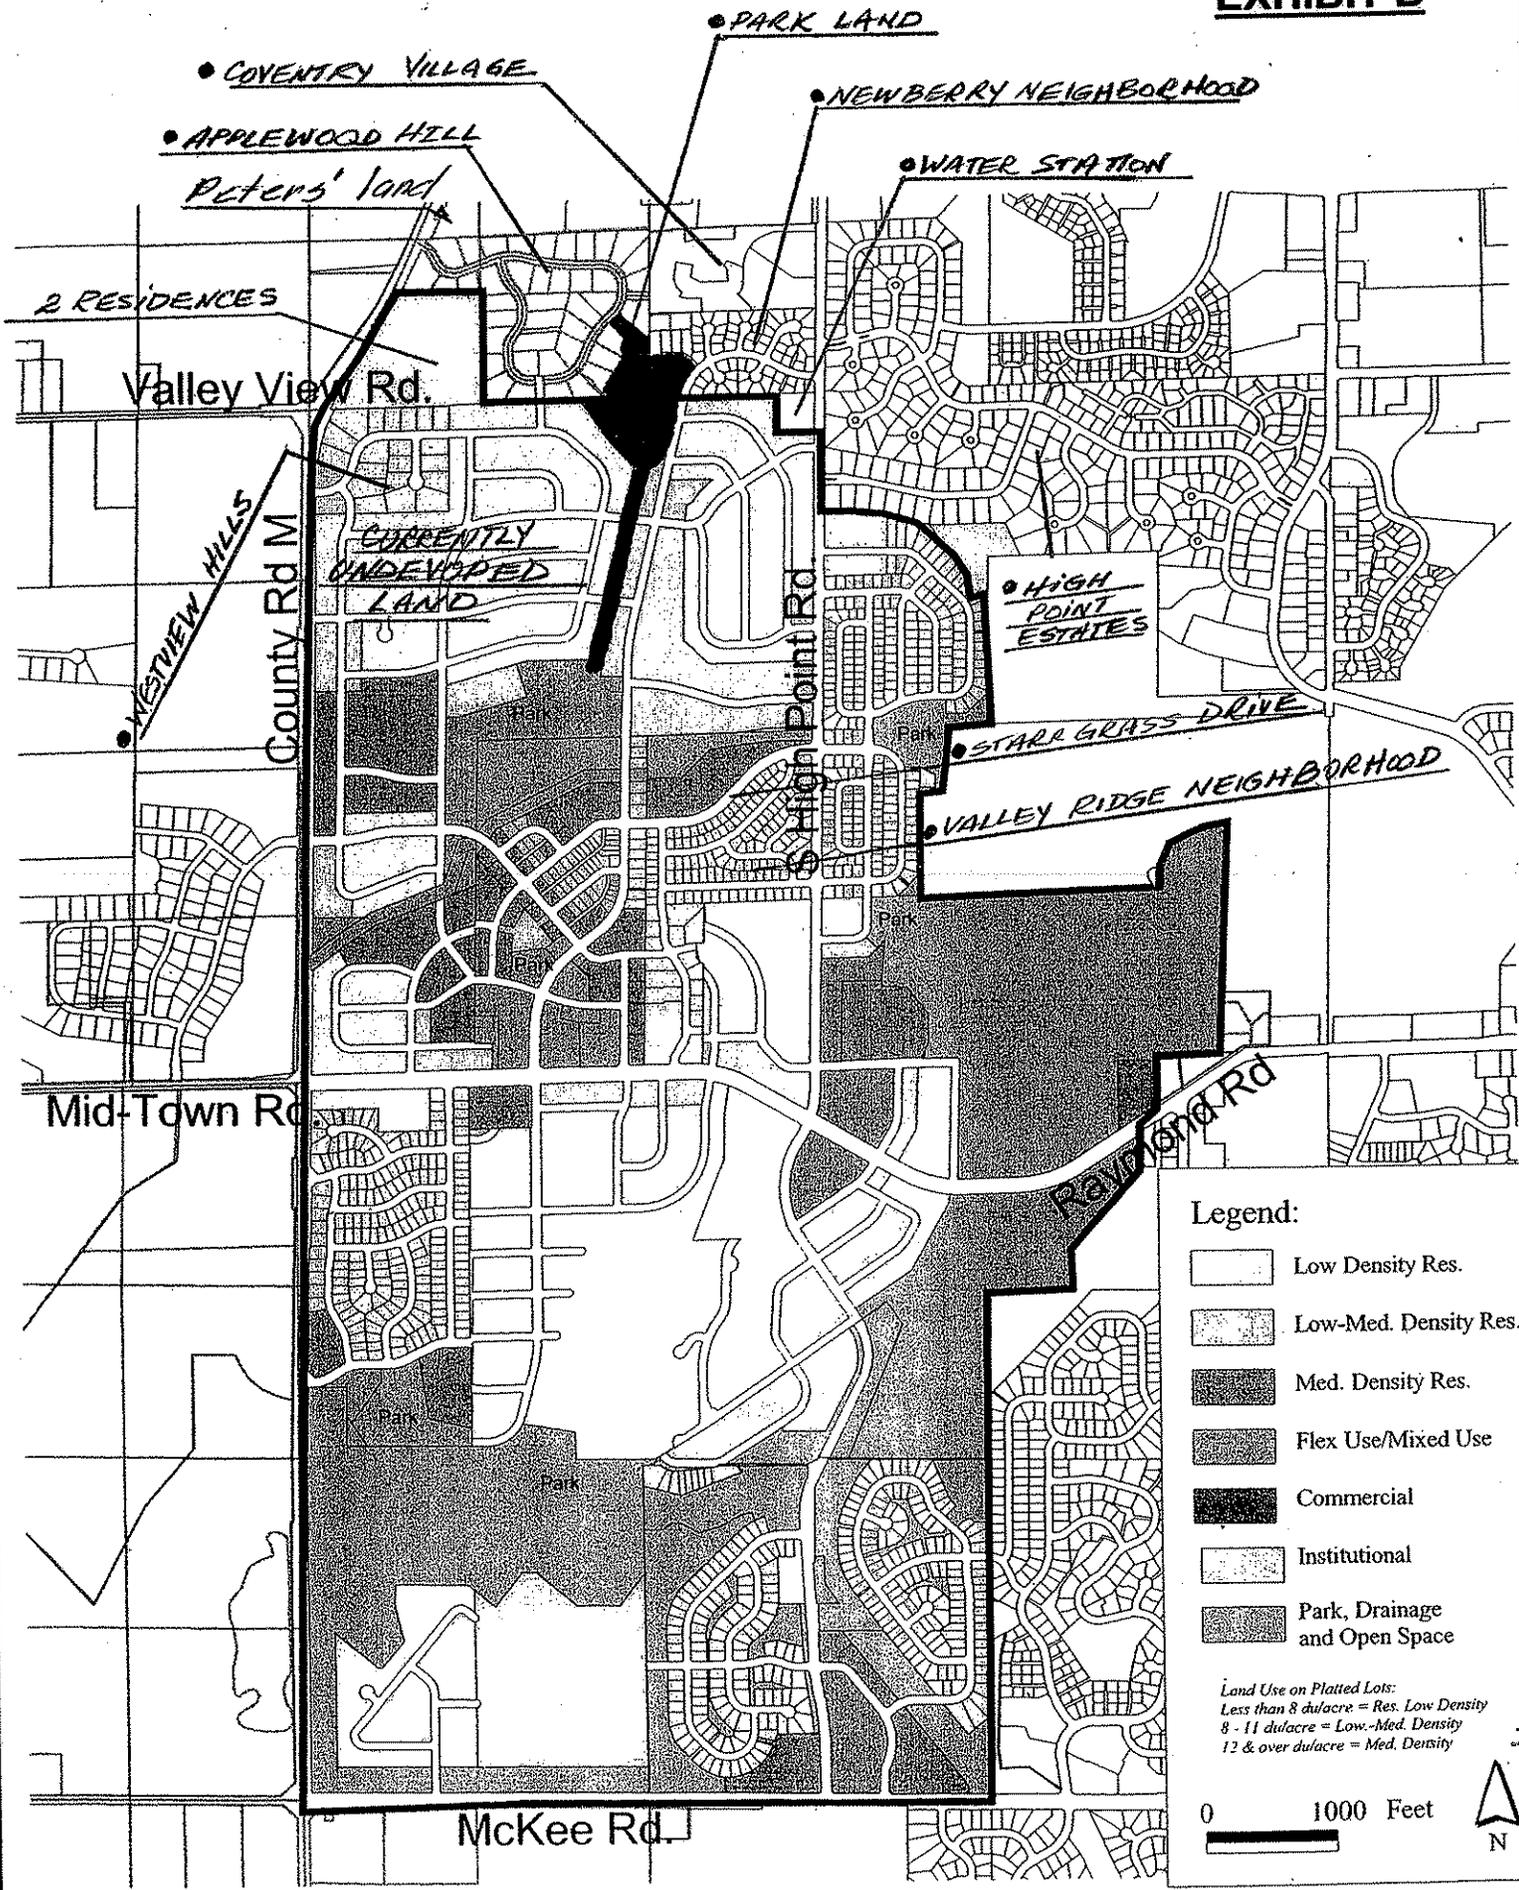 EXHIBIT B
PARK LAND
COVENTRY VILLAGE
NEWBERRY NEIGHBORHOOD
APPLEWOOD HILL
WATER STATION
Peters' land
2 RESIDENCES
Valley View Rd.
WESTVIEW HILLS
County Rd M
CURRENTLY
UNDEVOPED
LAND
S High Point Rd.
HIGH
POINT
ESTATES
Park
Park
STARR GRASS DRIVE
VALLEY RIDGE NEIGHBORHOOD
Park
Park
Mid-Town Rd.
Raymond Rd
Park
Park
McKee Rd.
Legend:
Low Density Res.
Low-Med. Density Res.
Med. Density Res.
Flex Use/Mixed Use
Commercial
Institutional
Park, Drainage
and Open Space
Land Use on Platted Lots:
Less than 8 du/acre = Res. Low Density
8 - 11 du/acre = Low.-Med. Density
12 & over du/acre = Med. Density
0 1000 Feet
N